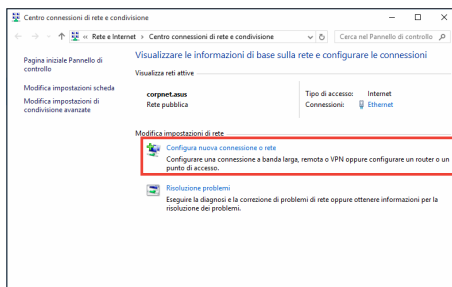 Centro connessioni di rete e condivisione
« Rete e Internet › Centro connessioni di rete e condivisione
Cerca nel Pannello di controllo
Pagina iniziale Pannello di
controllo
Modifica impostazioni scheda
Modifica impostazioni di
condivisione avanzate
Visualizzare le informazioni di base sulla rete e configurare le connessioni
Visualizza reti attive
corpnet.asus
Rete pubblica
Tipo di accesso: Internet
Connessioni: Ethernet
Modifica impostazioni di rete
Configura nuova connessione o rete
Configurare una connessione a banda larga, remota o VPN oppure configurare un router o un
punto di accesso.
Risoluzione problemi
Eseguire la diagnosi e la correzione di problemi di rete oppure ottenere informazioni per la
risoluzione dei problemi.